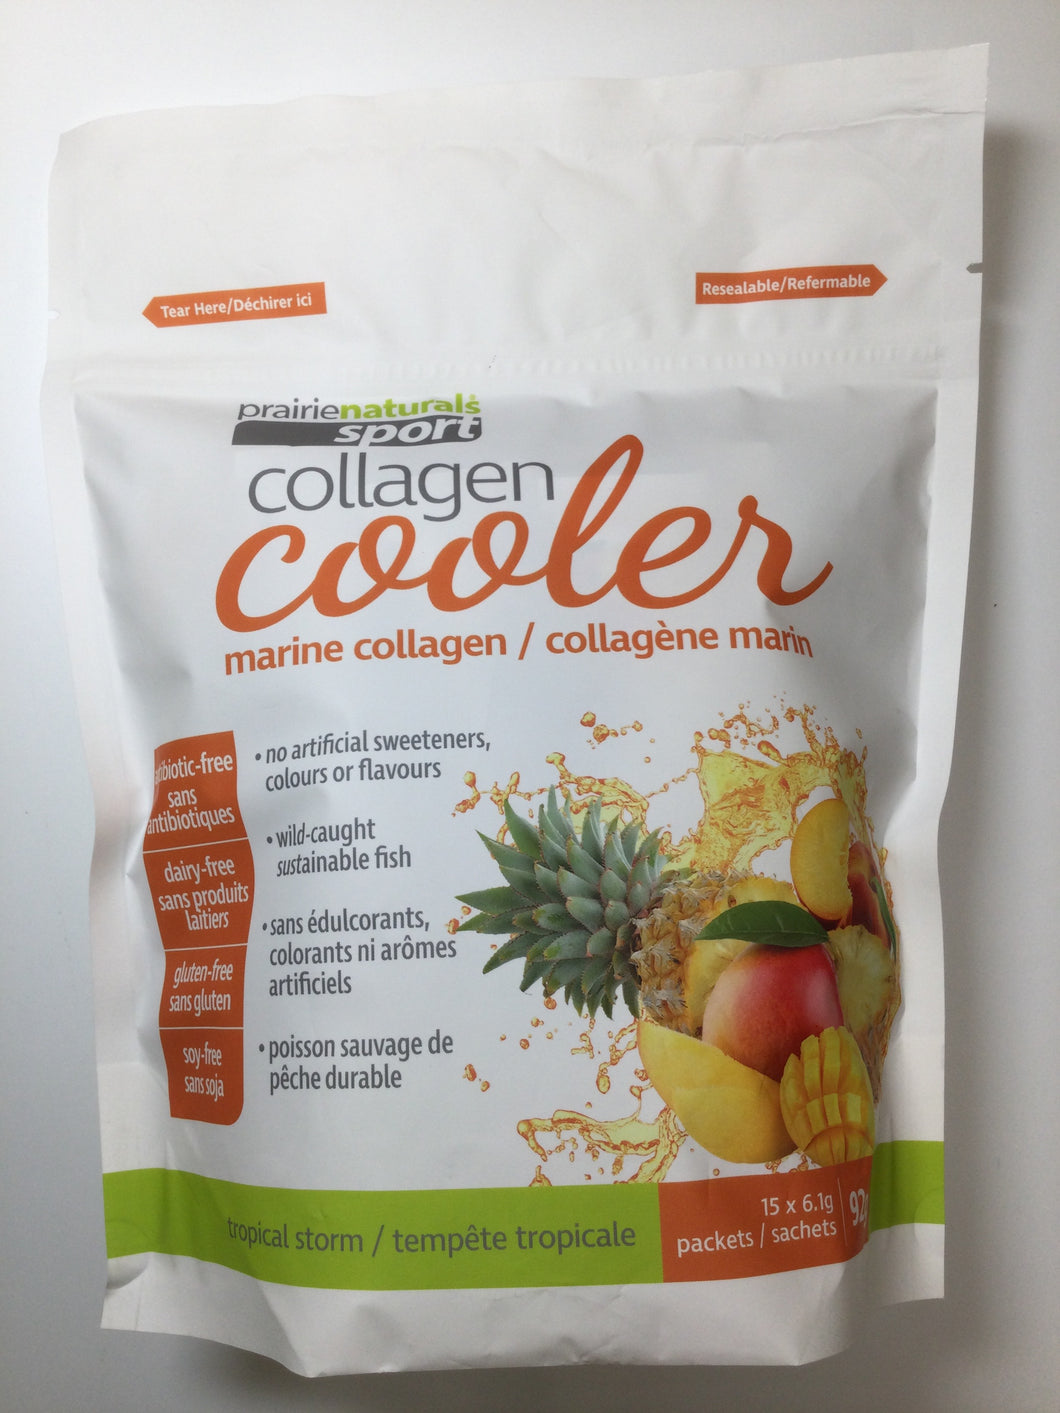 Tear Here/Déchirer ici
Resealable/Refermable
prairienaturals®
sport
collagen
cooler
marine collagen / collagène marin
antibiotic-free
sans
antibiotiques
dairy-free
sans produits
laitiers
gluten-free
sans gluten
soy-free
sans soja
• no artificial sweeteners,
colours or flavours
• wild-caught
sustainable fish
• sans édulcorants,
colorants ni arômes
artificiels
• poisson sauvage de
pêche durable
tropical storm / tempête tropicale
15 x 6.1g
packets / sachets
92g